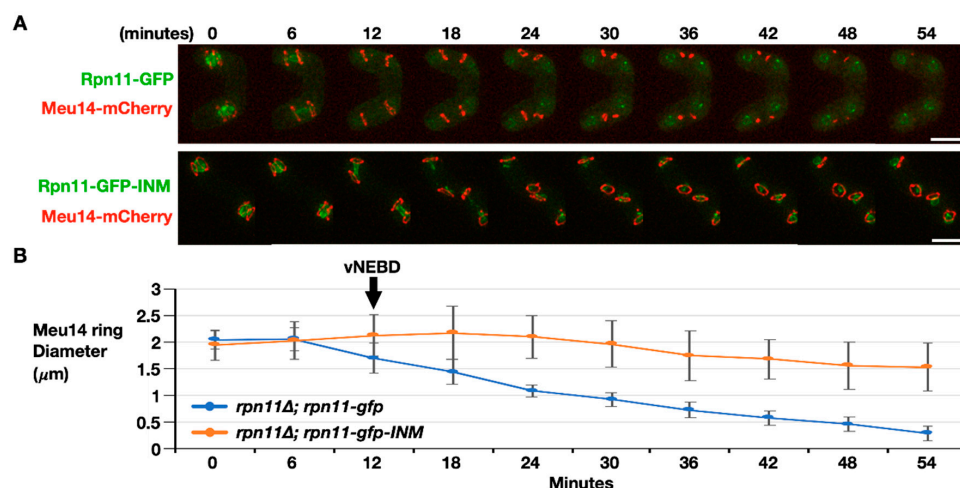 A
(minutes) 0 6 12 18 24 30 36 42 48 54
Rpn11-GFP
Meu14-mCherry
Rpn11-GFP-INM
Meu14-mCherry
B
vNEBD
Meu14 ring
Diameter
(μm)
3
2.5
2
1.5
1
0.5
0
rpn11Δ; rpn11-gfp
rpn11Δ; rpn11-gfp-INM
0 6 12 18 24 30 36 42 48 54
Minutes